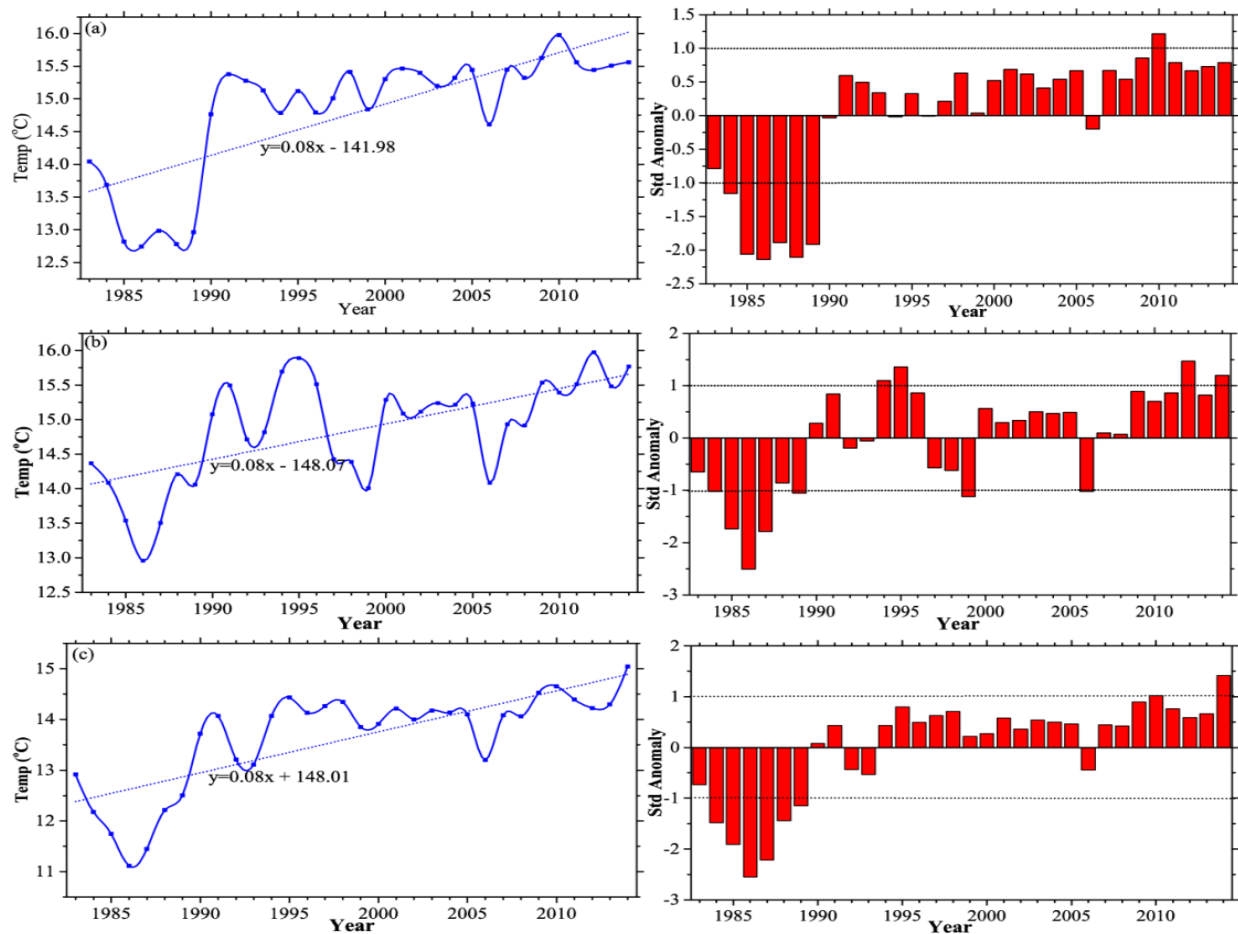 (a)
16.0
15.5
15.0
14.5
14.0
13.5
13.0
12.5
Temp (°C)
y=0.08x - 141.98
1985 1990 1995 2000 2005 2010
Year
1.5
1.0
0.5
0.0
-0.5
-1.0
-1.5
-2.0
-2.5
Std Anomaly
1985 1990 1995 2000 2005 2010
Year
(b)
16.0
15.5
15.0
14.5
14.0
13.5
13.0
12.5
Temp (°C)
y=0.08x - 148.07
1985 1990 1995 2000 2005 2010
Year
2
1
0
-1
-2
-3
Std Anomaly
1985 1990 1995 2000 2005 2010
Year
(c)
15
14
13
12
11
Temp (°C)
y=0.08x + 148.01
1985 1990 1995 2000 2005 2010
Year
2
1
0
-1
-2
-3
Std Anomaly
1985 1990 1995 2000 2005 2010
Year